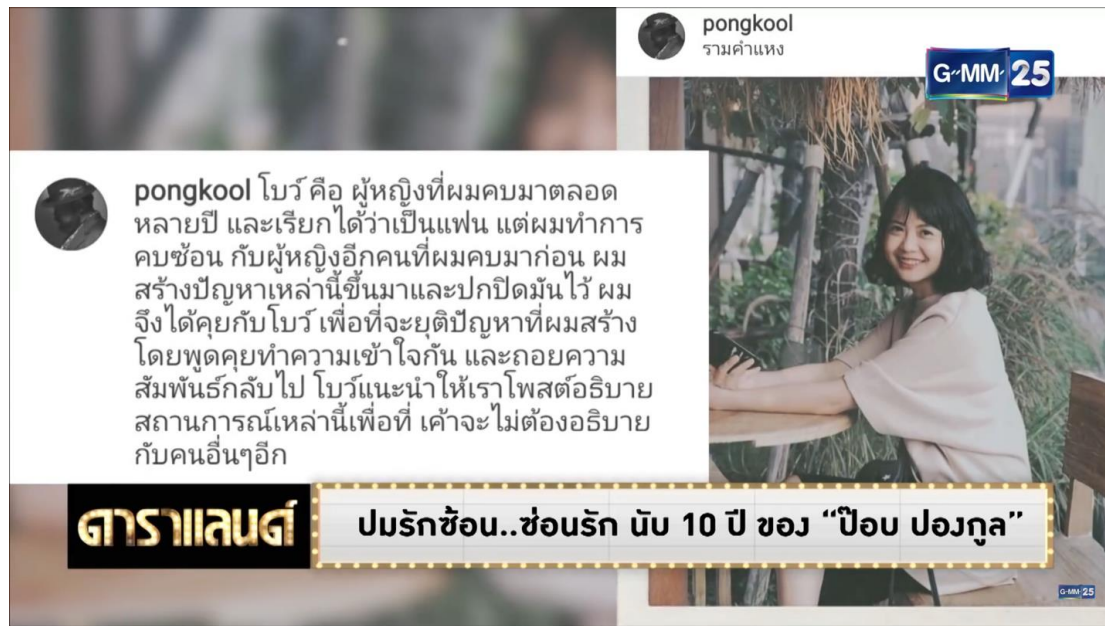 pongkool
รามคำแหง
G"MM' 25
pongkool โบว์ คือ ผู้หญิงที่ผมคบมาตลอด
หลายปี และเรียกได้ว่าเป็นแฟน แต่ผมทำการ
คบซ้อน กับผู้หญิงอีกคนที่ผมคบมาก่อน ผม
สร้างปัญหาเหล่านี้ขึ้นมาและปกปิดมันไว้ ผม
จึงได้คุยกับโบว์ เพื่อที่จะยุติปัญหาที่ผมสร้าง
โดยพูดคุยทำความเข้าใจกัน และถอยความ
สัมพันธ์กลับไป โบว์แนะนำให้เราโพสต์อธิบาย
สถานการณ์เหล่านี้เพื่อที่ เค้าจะไม่ต้องอธิบาย
กับคนอื่นๆอีก
ดาราแลนด์
ปมรักซ้อน..ซ่อนรัก นับ 10 ปี ของ "ป๊อบ ปองกูล"
G"MM' 25